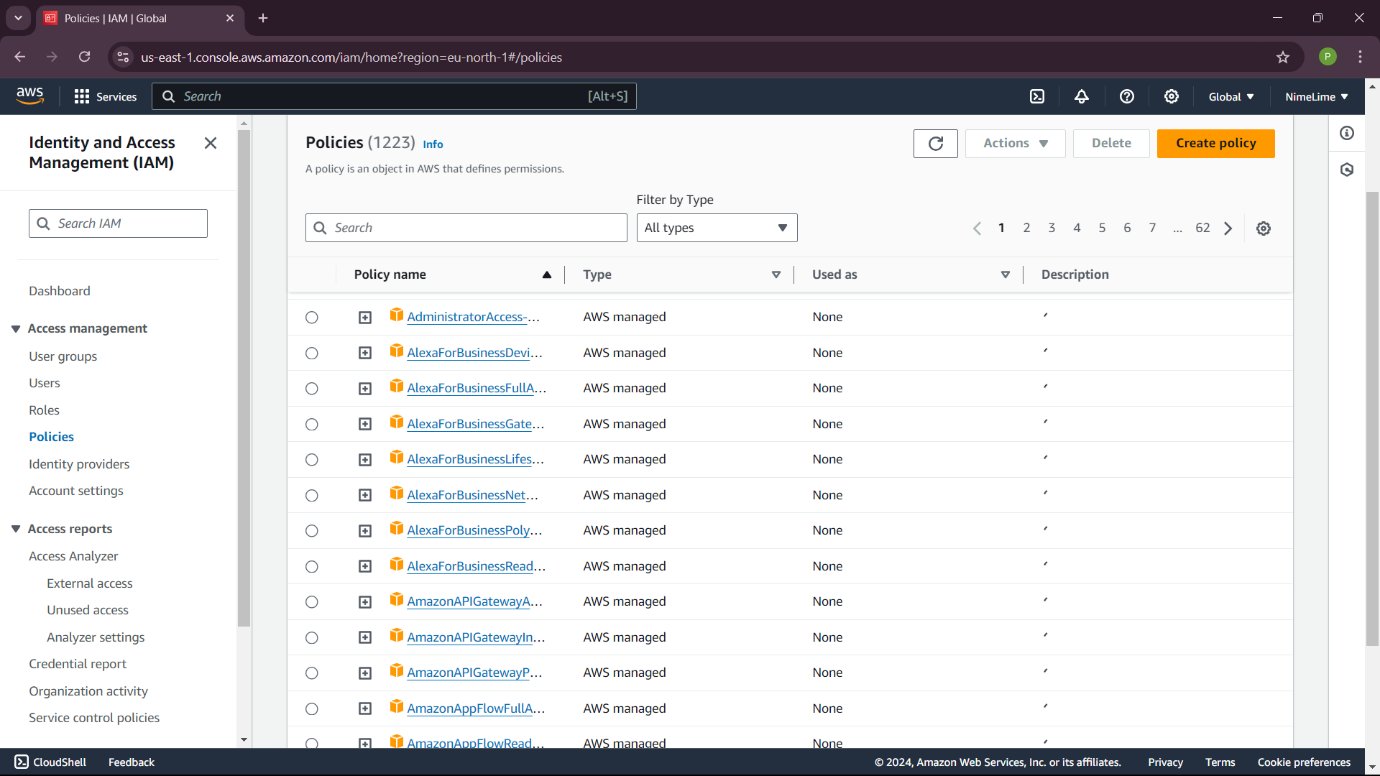 Policies | IAM | Global
us-east-1.console.aws.amazon.com/iam/home?region=eu-north-1#/policies
P
aws
Services
Search
[Alt+S]
Global
NimeLime
Identity and Access
Management (IAM)
Search IAM
Dashboard
Access management
User groups
Users
Roles
Policies
Identity providers
Account settings
Access reports
Access Analyzer
External access
Unused access
Analyzer settings
Credential report
Organization activity
Service control policies
Policies (1223) Info
A policy is an object in AWS that defines permissions.
Actions
Delete
Create policy
Filter by Type
Search
All types
1 2 3 4 5 6 7 ... 62
Policy name Type Used as Description
AdministratorAccess-... AWS managed None
AlexaForBusinessDevi... AWS managed None
AlexaForBusinessFullA... AWS managed None
AlexaForBusinessGate... AWS managed None
AlexaForBusinessLifes... AWS managed None
AlexaForBusinessNet... AWS managed None
AlexaForBusinessPoly... AWS managed None
AlexaForBusinessRead... AWS managed None
AmazonAPIGatewayA... AWS managed None
AmazonAPIGatewayIn... AWS managed None
AmazonAPIGatewayP... AWS managed None
AmazonAppFlowFullA... AWS managed None
AmazonAppFlowRead... AWS managed None
CloudShell Feedback
© 2024, Amazon Web Services, Inc. or its affiliates. Privacy Terms Cookie preferences